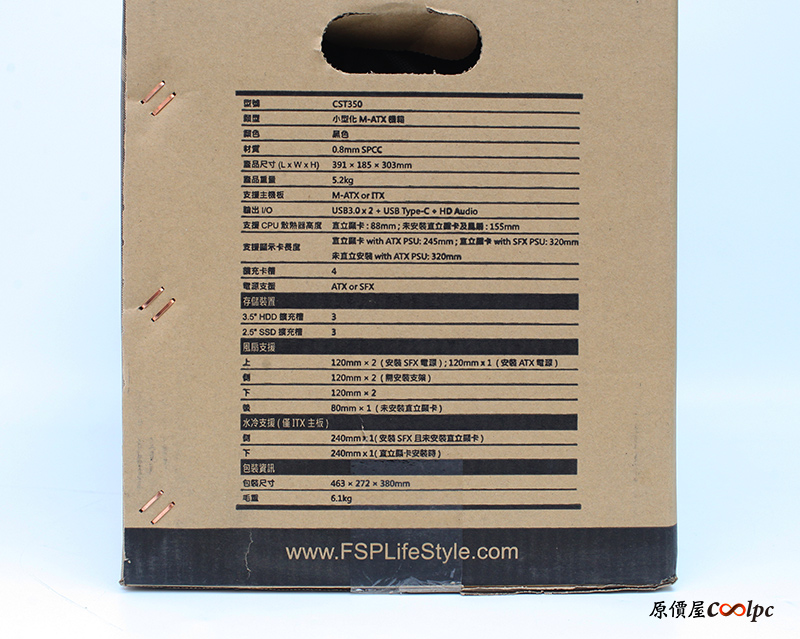 型號 CST350
類型 小型化 M-ATX 機箱
顏色 黑色
材質 0.8mm SPCC
產品尺寸 (L x W x H) 391 × 185 × 303mm
產品重量 5.2kg
支援主機板 M-ATX or ITX
輸出 I/O USB3.0 x 2 + USB Type-C + HD Audio
支援 CPU 散熱器高度 直立顯卡 : 88mm ; 未安裝直立顯卡及風扇 : 155mm
支援顯示卡長度 直立顯卡 with ATX PSU: 245mm ; 直立顯卡 with SFX PSU: 320mm
未直立安裝 with ATX PSU: 320mm
擴充卡槽 4
電源支援 ATX or SFX
存儲裝置
3.5" HDD 擴充槽 3
2.5" SSD 擴充槽 3
風扇支援
上 120mm × 2 ( 安裝 SFX 電源 ) ; 120mm x 1 ( 安裝 ATX 電源 )
側 120mm × 2 ( 需安裝支架 )
下 120mm × 2
後 80mm × 1 ( 未安裝直立顯卡 )
水冷支援 ( 僅 ITX 主板 )
側 240mm x 1( 安裝 SFX 且未安裝直立顯卡 )
下 240mm x 1( 直立顯卡安裝時 )
包裝資訊
包裝尺寸 463 × 272 × 380mm
毛重 6.1kg
www.FSPLifeStyle.com
原價屋Coolpc